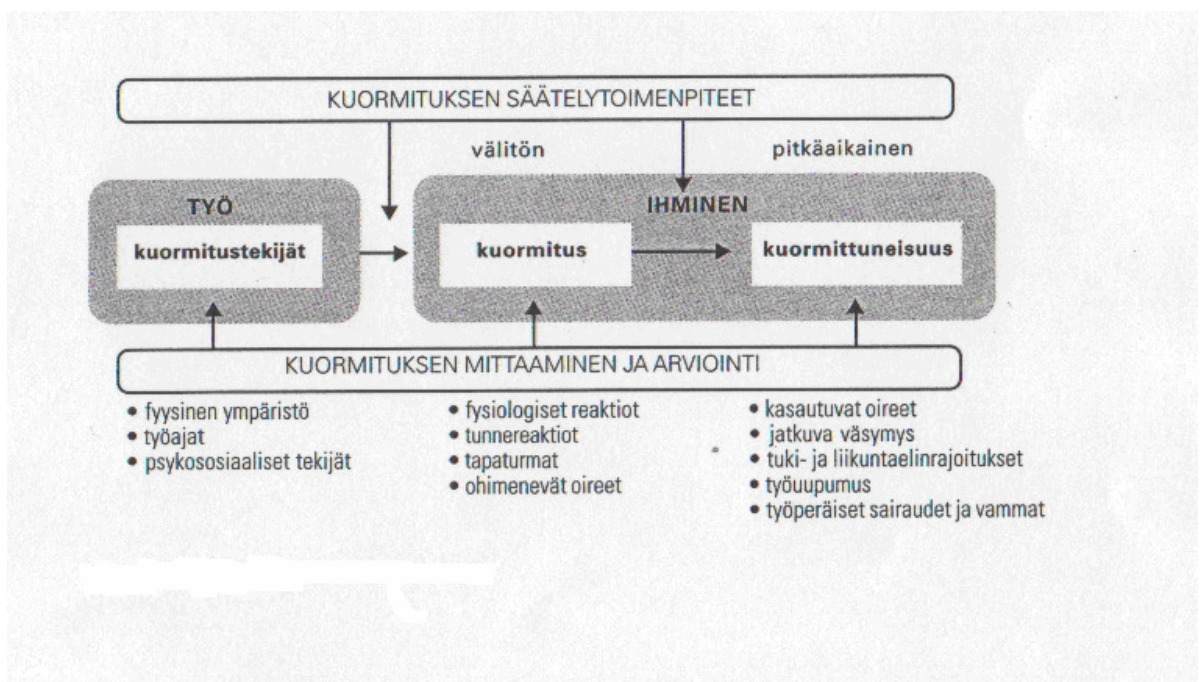 KUORMITUKSEN SÄÄTELYTOIMENPITEET
välitön
pitkäaikainen
TYÖ
IHMINEN
kuormitustekijät
kuormitus
kuormittuneisuus
KUORMITUKSEN MITTAAMINEN JA ARVIOINTI
• fyysinen ympäristö
• työajat
• psykososiaaliset tekijät
• fysiologiset reaktiot
• tunnereaktiot
• tapaturmat
• ohimenevät oireet
• kasautuvat oireet
• jatkuva väsymys
• tuki- ja liikuntaelinrajoitukset
• työuupumus
• työperäiset sairaudet ja vammat